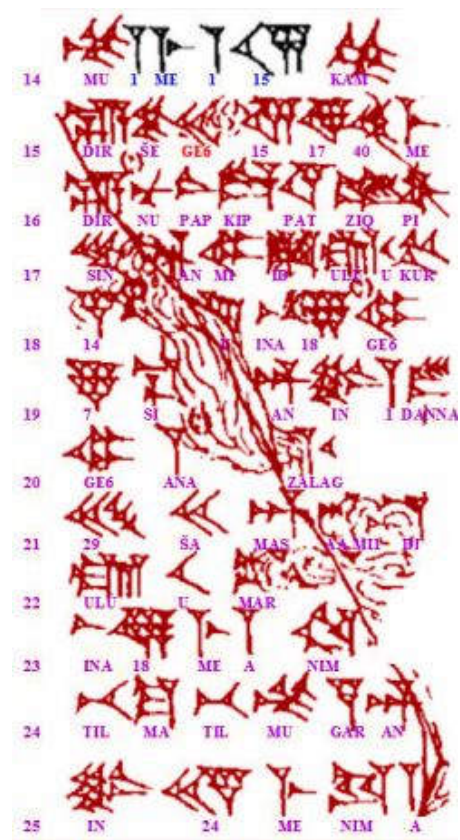 14 MU 1 ME 1 15 KAM
15 DIR ŠE GE6 15 17 40 ME
16 DIR NU PAP KIP PAT ZIQ PI
17 SIN AN MI IB U KUR
18 14 INA 18 GE6
19 7 SI AN IN 1 DANNA
20 GE6 ANA ZALAG
21 29 ŠA MAS DI
22 ULÚ U MAR
23 INA 18 ME A NIM
24 TIL MA TIL MU GAR AN
25 IN 24 ME NIM A